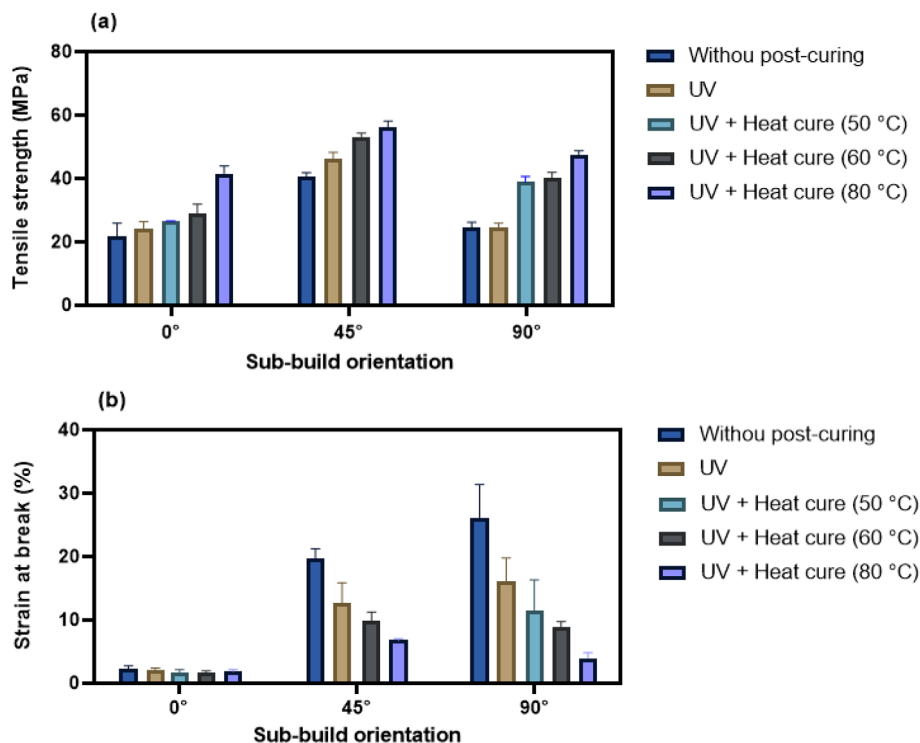 (a)
Tensile strength (MPa)
80
60
40
20
0
0°
45°
90°
Sub-build orientation
Withou post-curing
UV
UV + Heat cure (50 °C)
UV + Heat cure (60 °C)
UV + Heat cure (80 °C)
(b)
Strain at break (%)
40
30
20
10
0
0°
45°
90°
Sub-build orientation
Withou post-curing
UV
UV + Heat cure (50 °C)
UV + Heat cure (60 °C)
UV + Heat cure (80 °C)